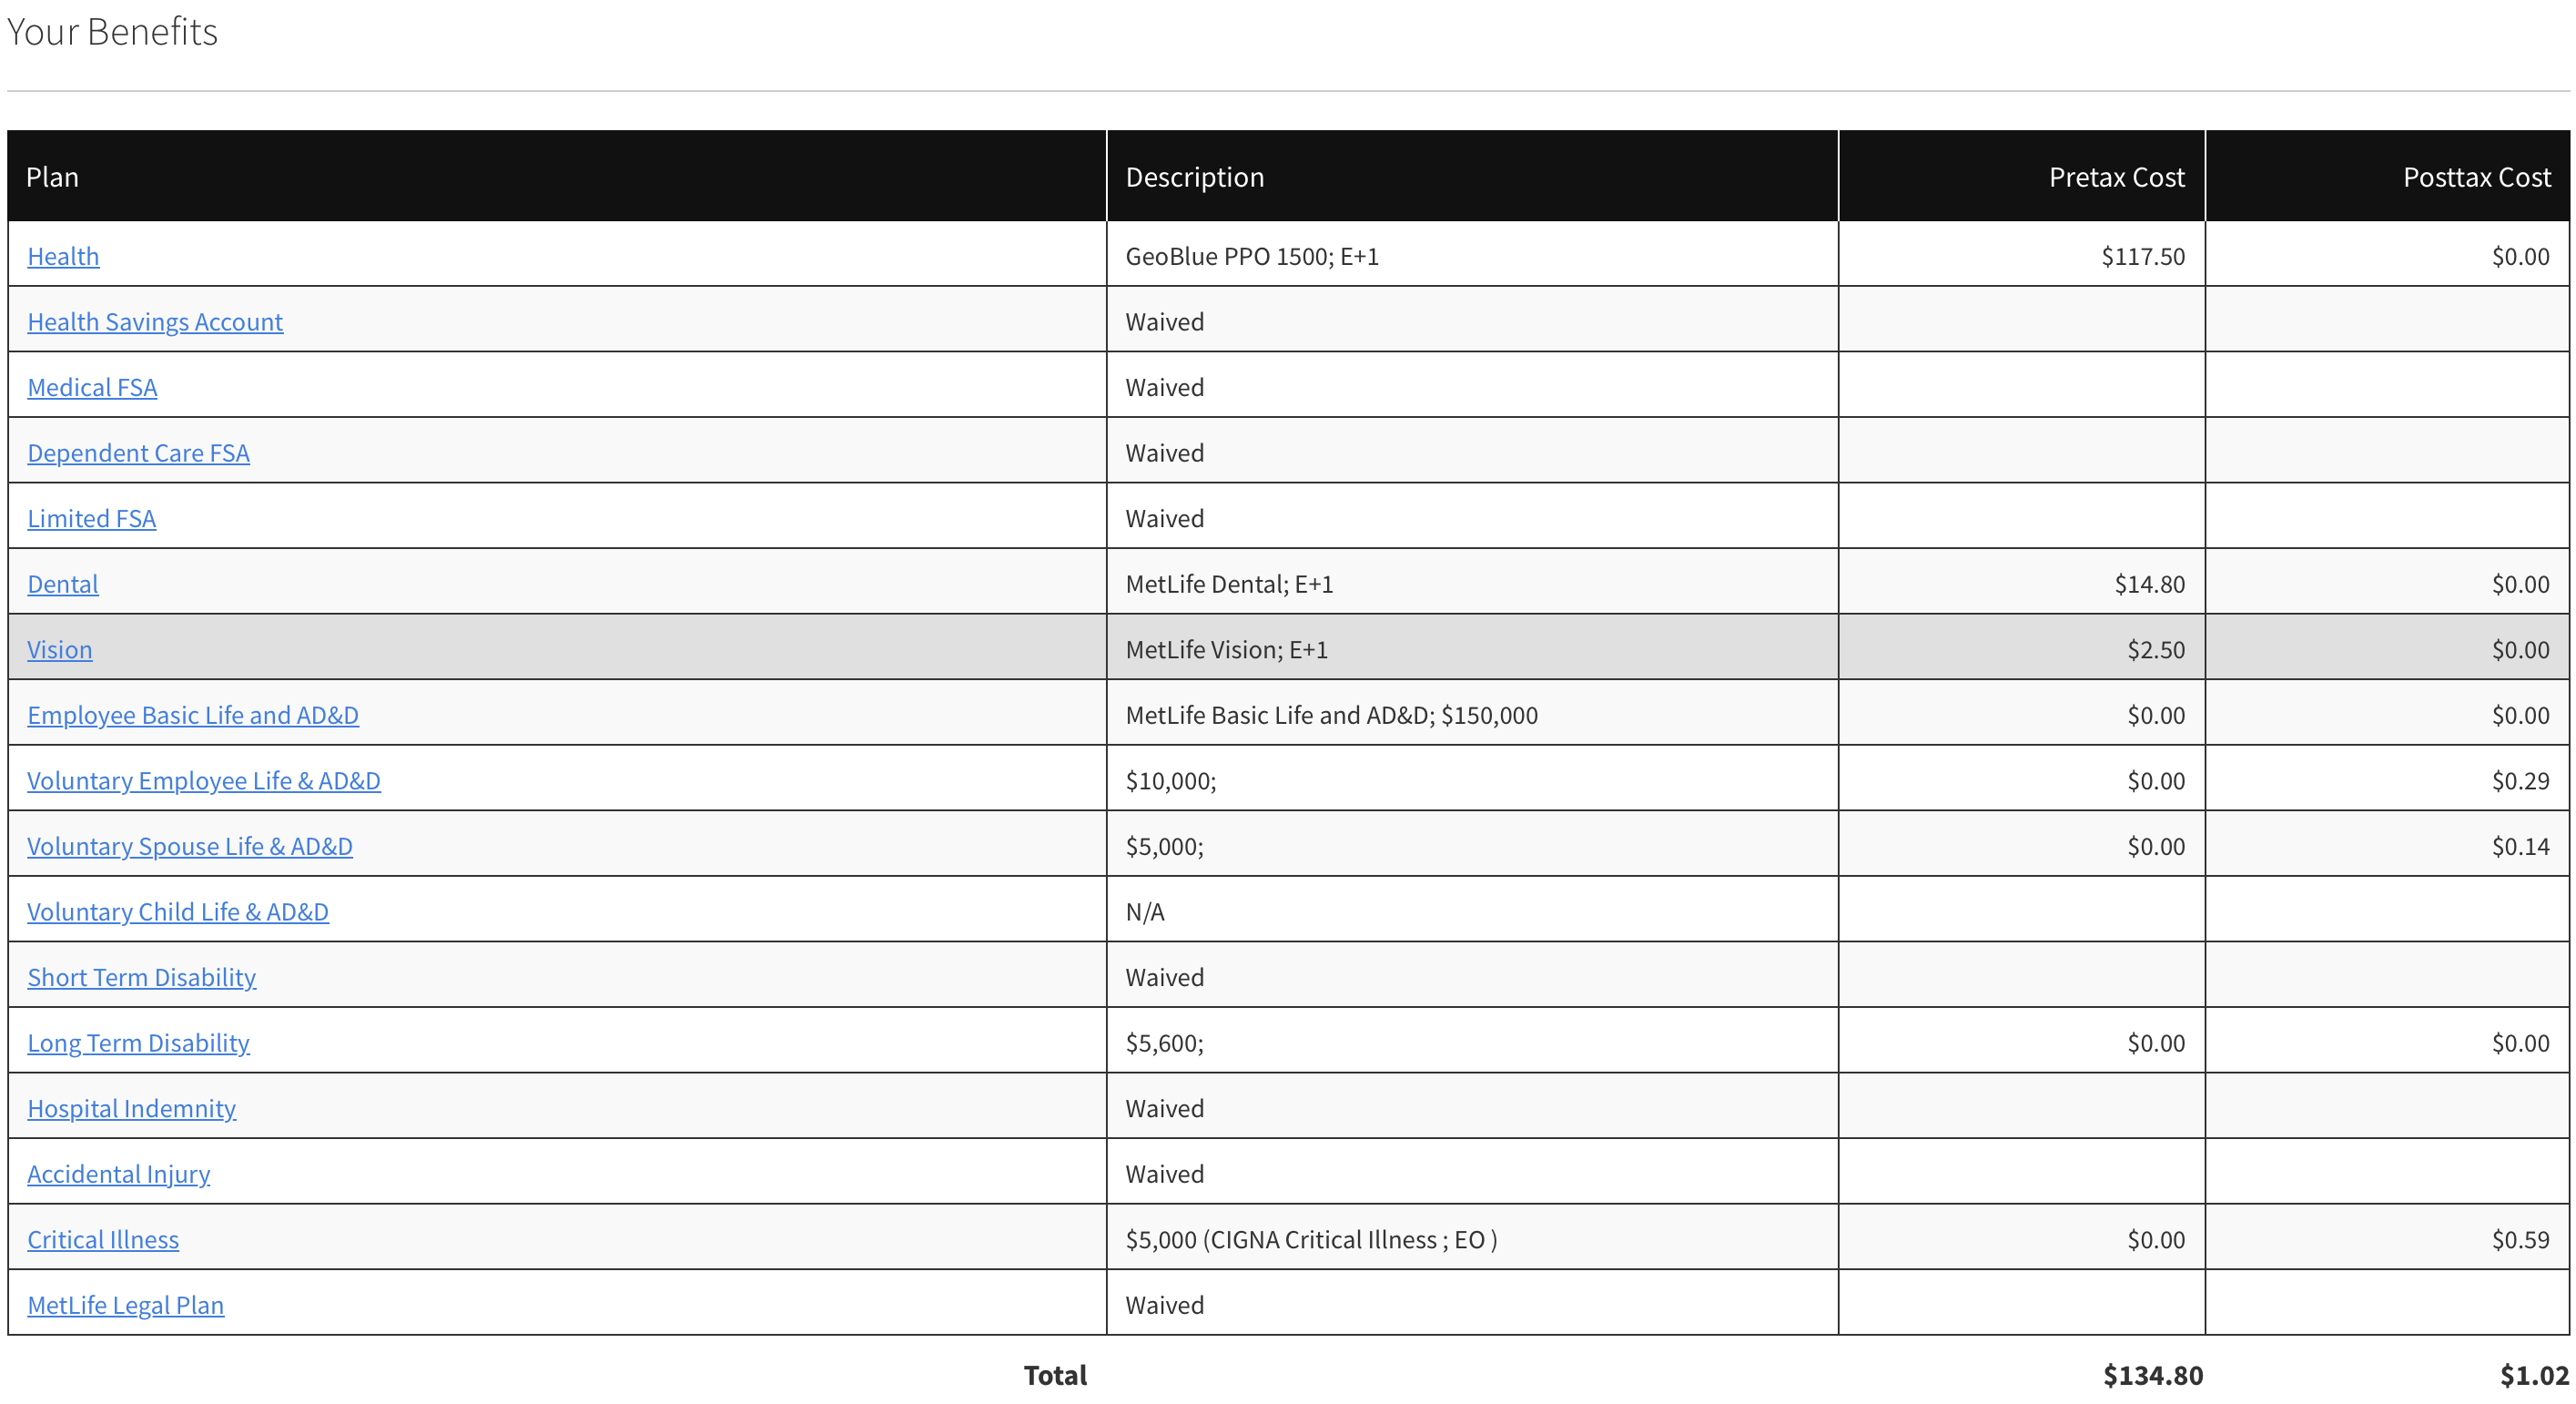 Your Benefits
Plan Description Pretax Cost Posttax Cost
Health GeoBlue PPO 1500; E+1 $117.50 $0.00
Health Savings Account Waived
Medical FSA Waived
Dependent Care FSA Waived
Limited FSA Waived
Dental MetLife Dental; E+1 $14.80 $0.00
Vision MetLife Vision; E+1 $2.50 $0.00
Employee Basic Life and AD&D MetLife Basic Life and AD&D; $150,000 $0.00 $0.00
Voluntary Employee Life & AD&D $10,000; $0.00 $0.29
Voluntary Spouse Life & AD&D $5,000; $0.00 $0.14
Voluntary Child Life & AD&D N/A
Short Term Disability Waived
Long Term Disability $5,600; $0.00 $0.00
Hospital Indemnity Waived
Accidental Injury Waived
Critical Illness $5,000 (CIGNA Critical Illness ; EO ) $0.00 $0.59
MetLife Legal Plan Waived
Total $134.80 $1.02